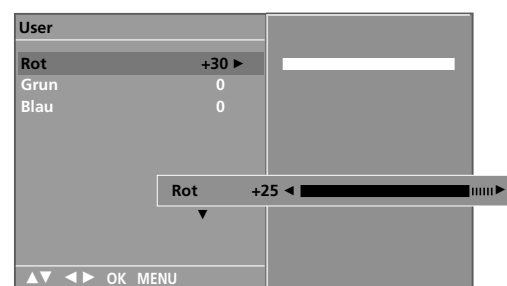 User
Rot +30 ►
Grun 0
Blau 0
Rot +25 ◄ ►
▼
▲▼ ◄► OK MENU